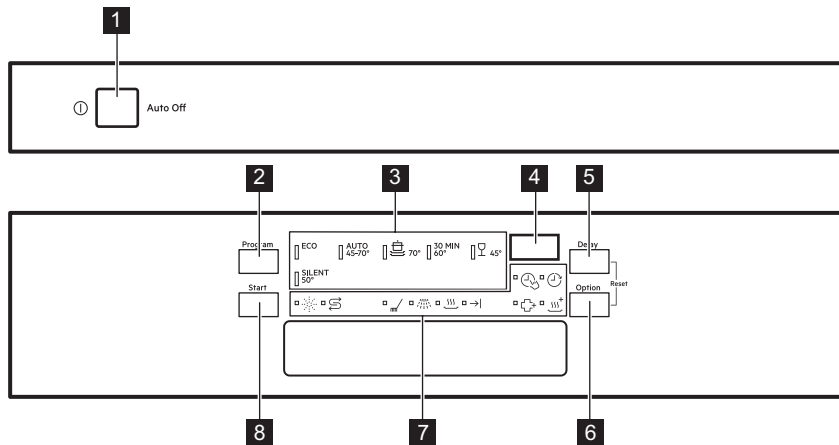 1
Auto Off
2
3
4
5
Program
ECO
AUTO
45-70°
70°
30 MIN
60°
45°
Delay
SILENT
50°
Start
Option
Reset
8
7
6